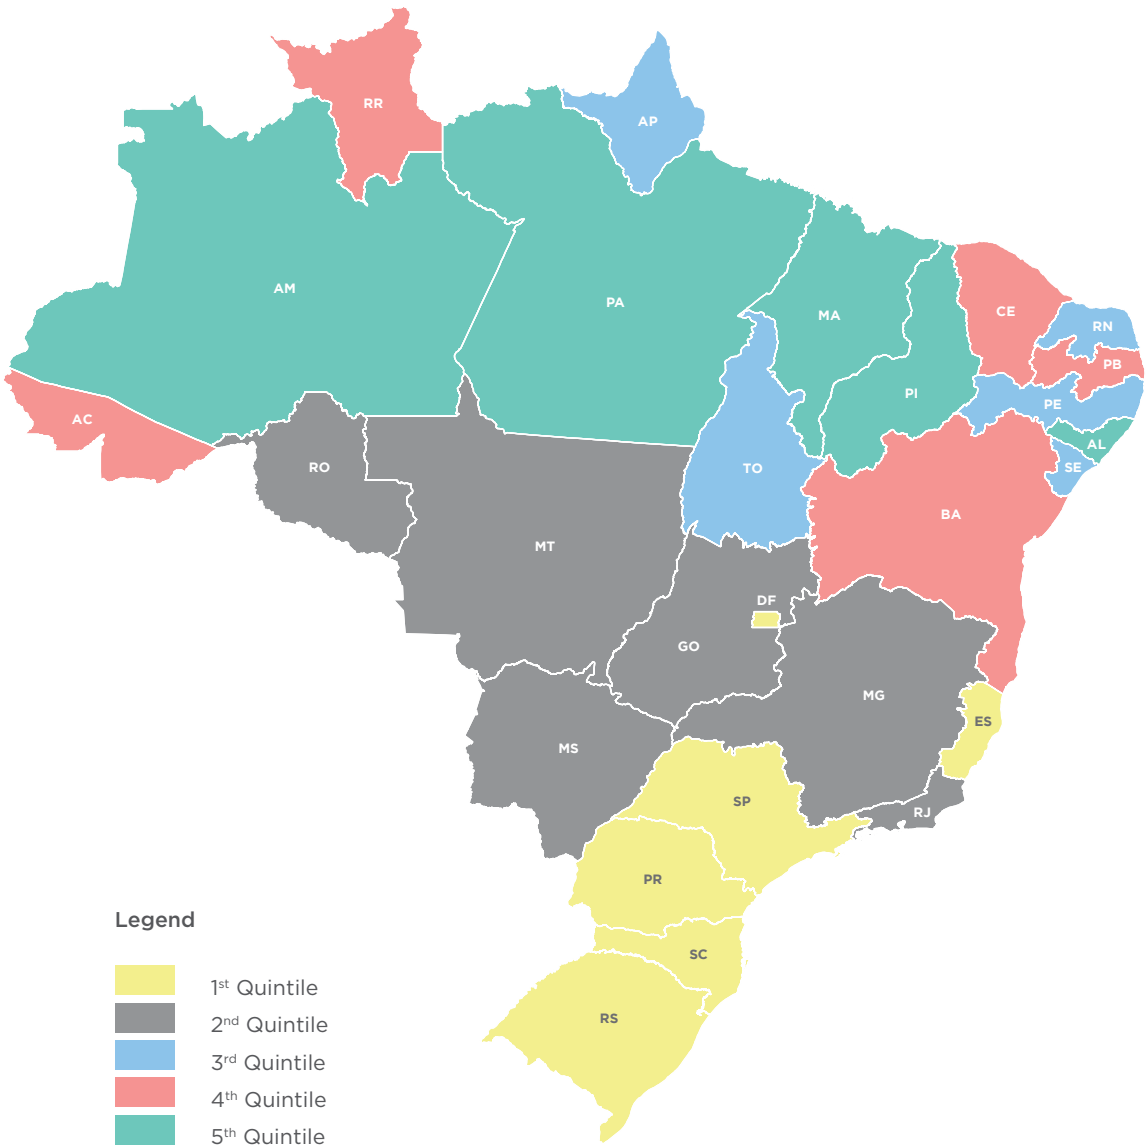 RR
AP
AM
PA
MA
CE
RN
PB
PI
PE
AC
AL
RO
TO
SE
BA
MT
DF
GO
MG
ES
MS
SP
RJ
PR
SC
RS
Legend
1st Quintile
2nd Quintile
3rd Quintile
4th Quintile
5th Quintile